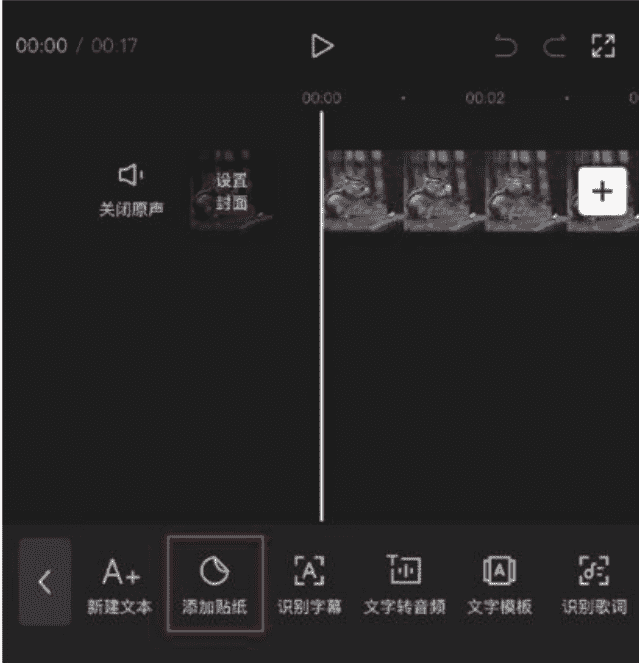 00:00 / 00:17
00:00
00:02
0
设置
封面
关闭原声
A+
新建文本
添加贴纸
A
识别字幕
T
文字转音频
A
文字模板
识别歌词